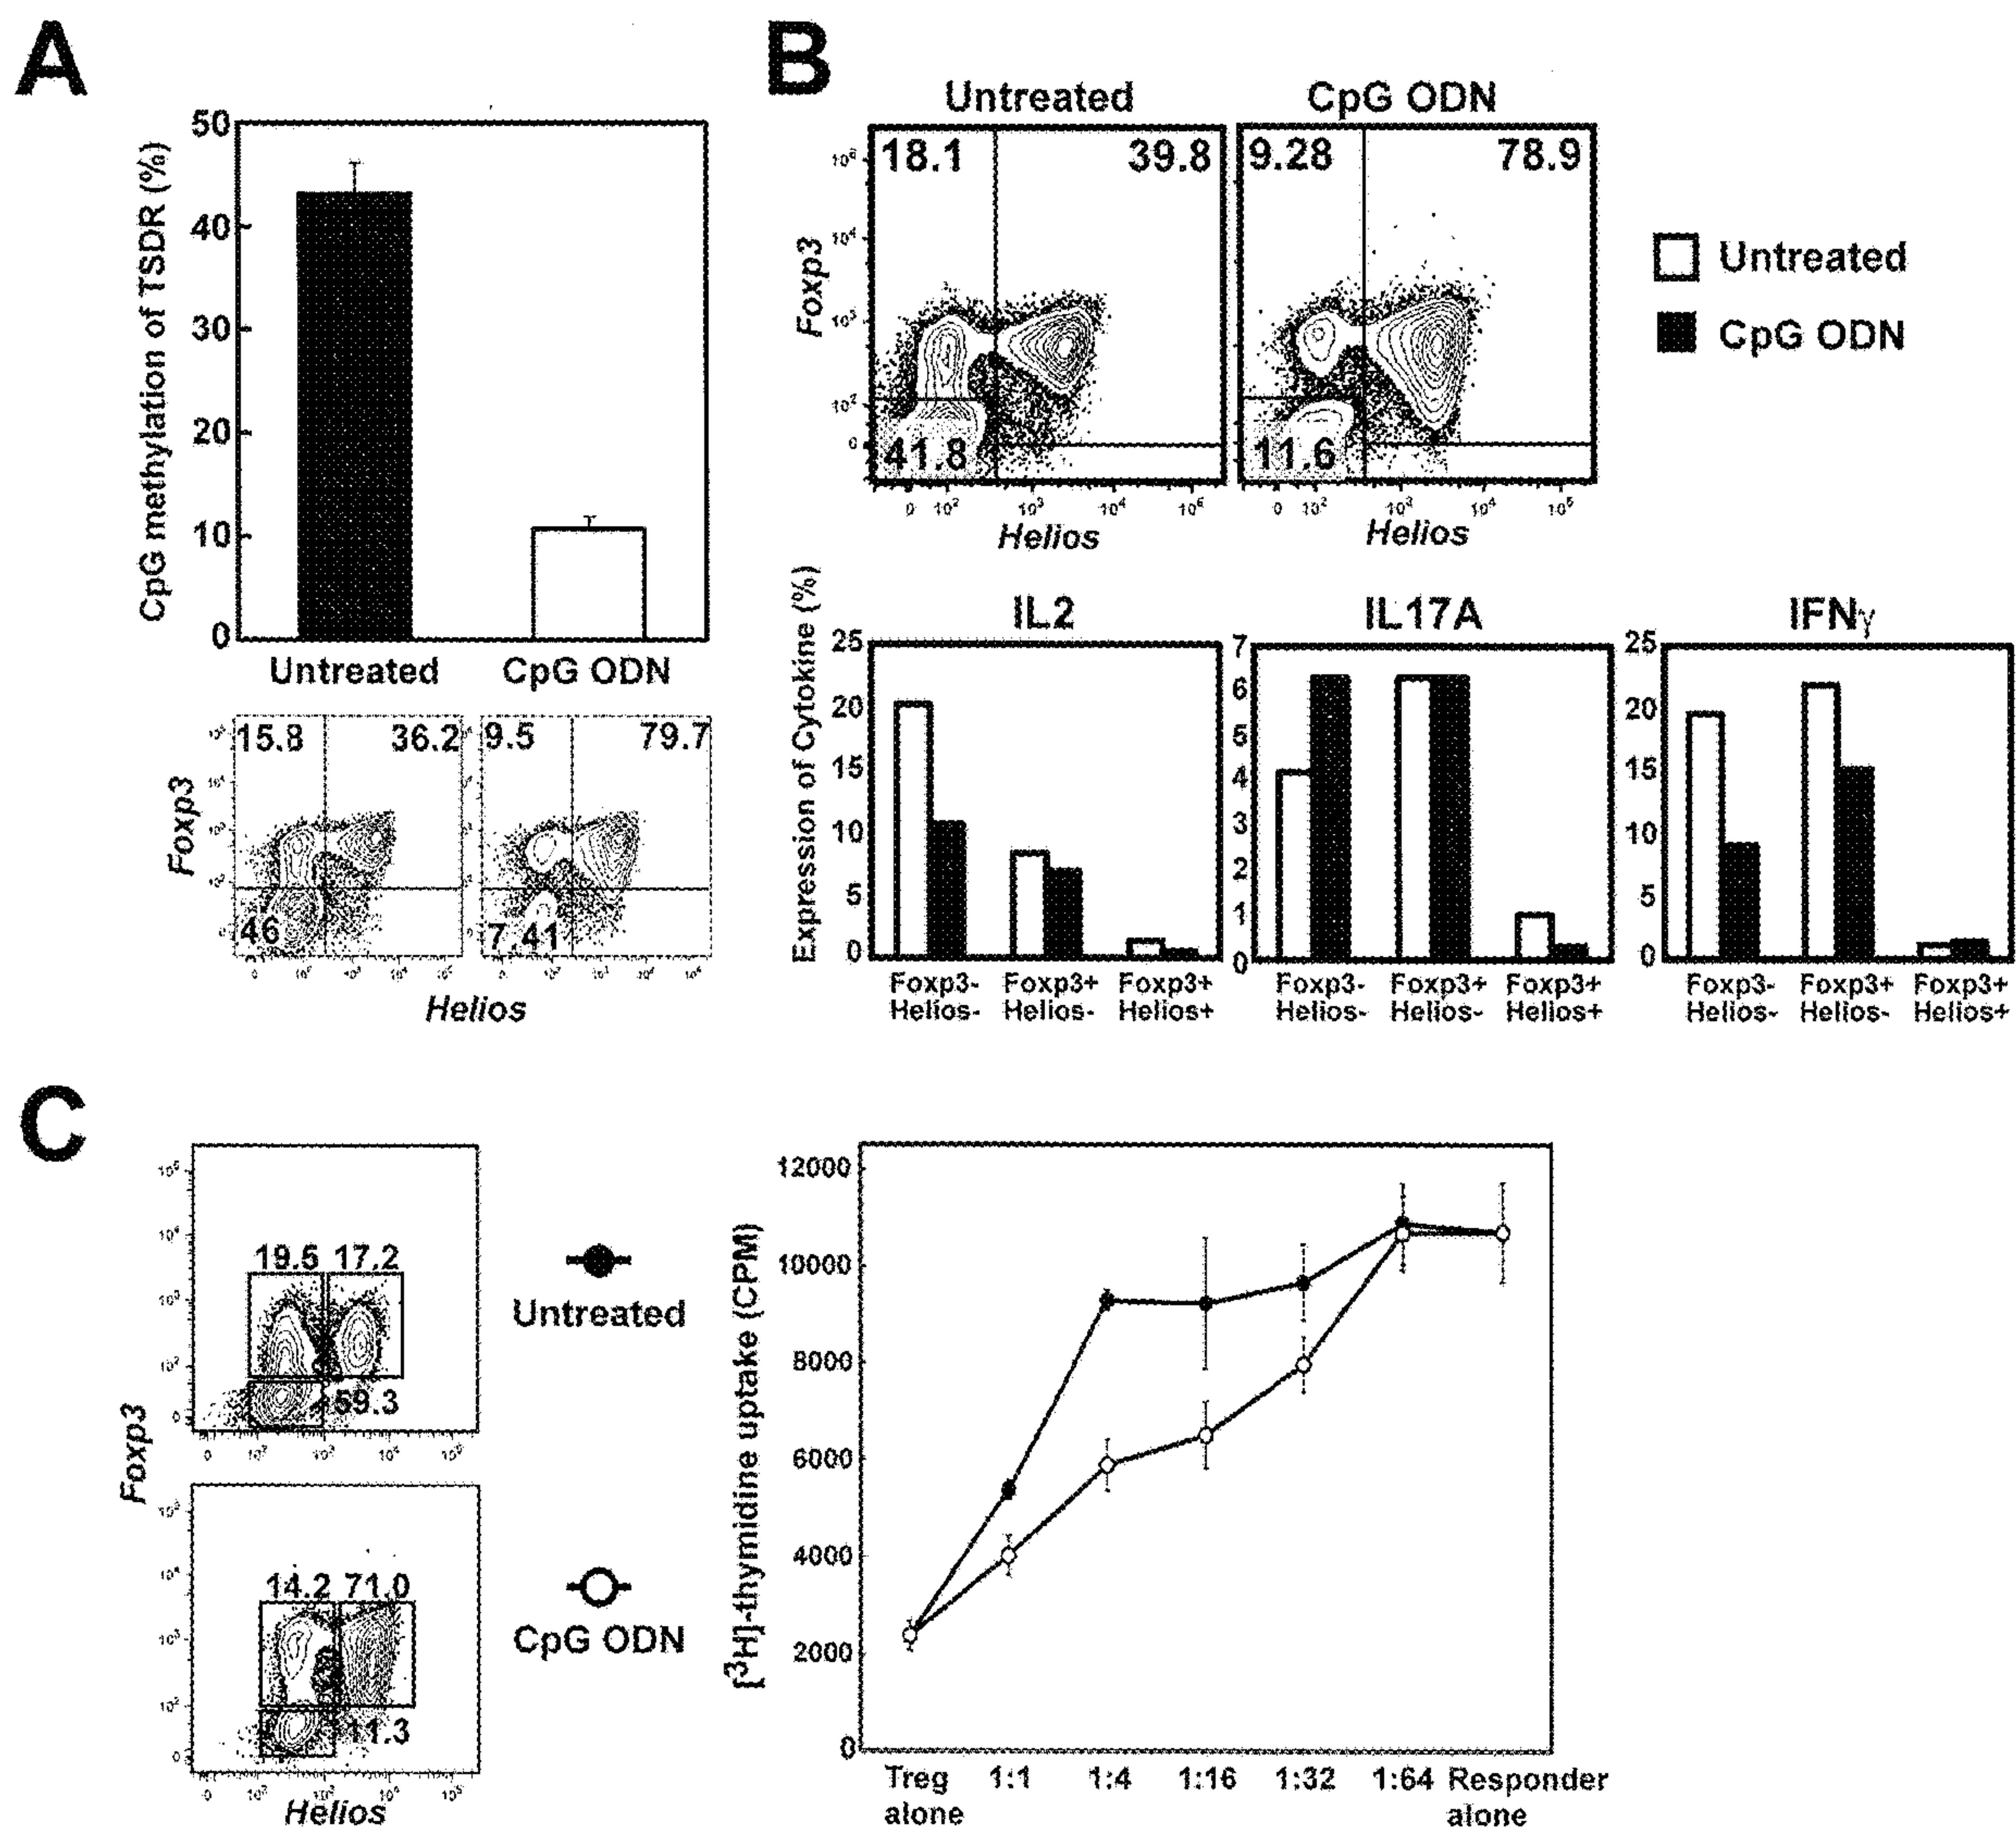 A
B
50
40
30
20
10
0
CpG methylation of TSDR (%)
Untreated CpG ODN
15.8 36.2 9.5 79.7
46 7.41
Foxp3
Helios
Untreated CpG ODN
18.1 39.8 9.28 78.9
41.8 11.6
Foxp3
Helios Helios
Untreated
CpG ODN
Expression of Cytokine (%)
IL2 IL17A IFNγ
25
20
15
10
5
0
7
6
5
4
3
2
1
0
25
20
15
10
5
0
Foxp3- Foxp3+ Foxp3+ Foxp3- Foxp3+ Foxp3+ Foxp3- Foxp3+ Foxp3+
Helios- Helios- Helios+ Helios- Helios- Helios+ Helios- Helios- Helios+
C
19.5 17.2
59.3
Untreated
Foxp3
14.2 71.0
11.3
CpG ODN
Helios
[³H]-thymidine uptake (CPM)
12000
10000
8000
6000
4000
2000
0
Treg 1:1 1:4 1:16 1:32 1:64 Responder
alone alone